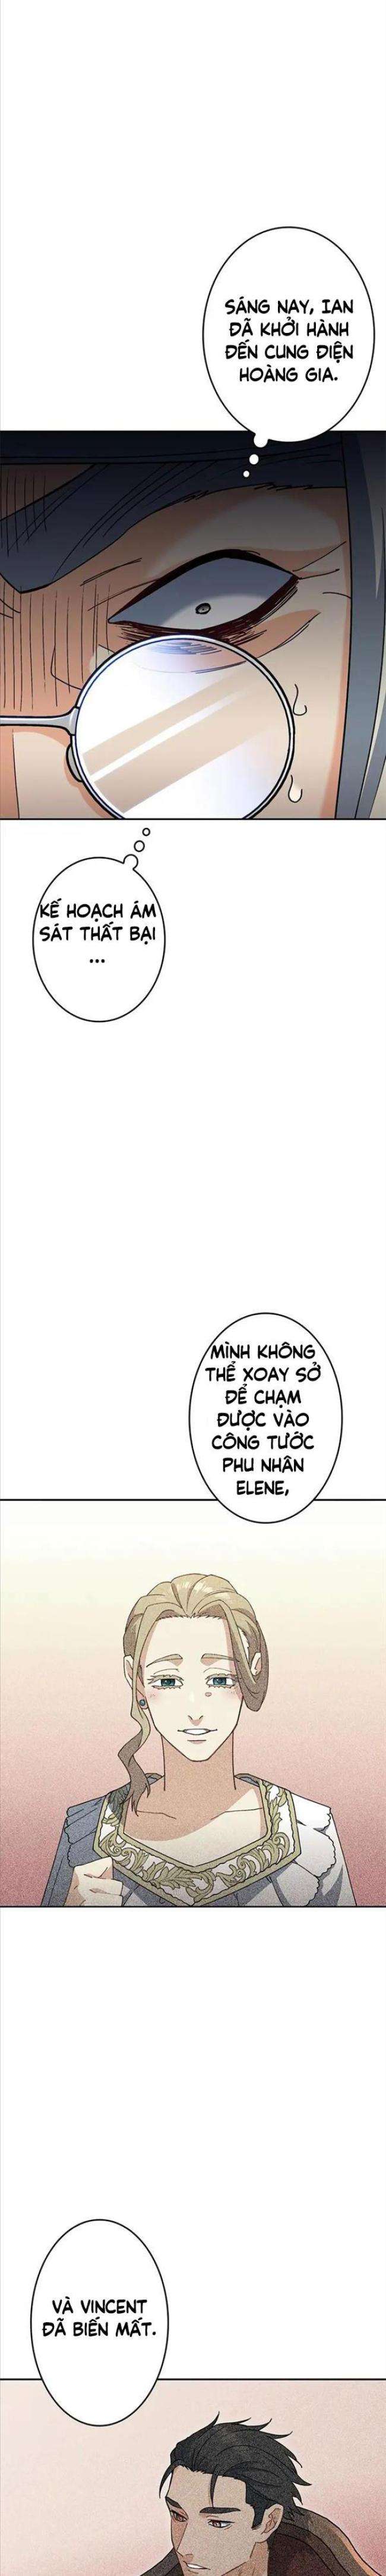 SÁNG NAY, IAN
ĐÃ KHỞI HÀNH
ĐẾN CUNG ĐIỆN
HOÀNG GIA.
KẾ HOẠCH ÁM
SÁT THẤT BẠI
...
MÌNH KHÔNG
THỂ XOAY SỞ
ĐỂ CHẠM
ĐƯỢC VÀO
CÔNG TƯỚC
PHU NHÂN
ELENE,
VÀ VINCENT
ĐÃ BIẾN MẤT.